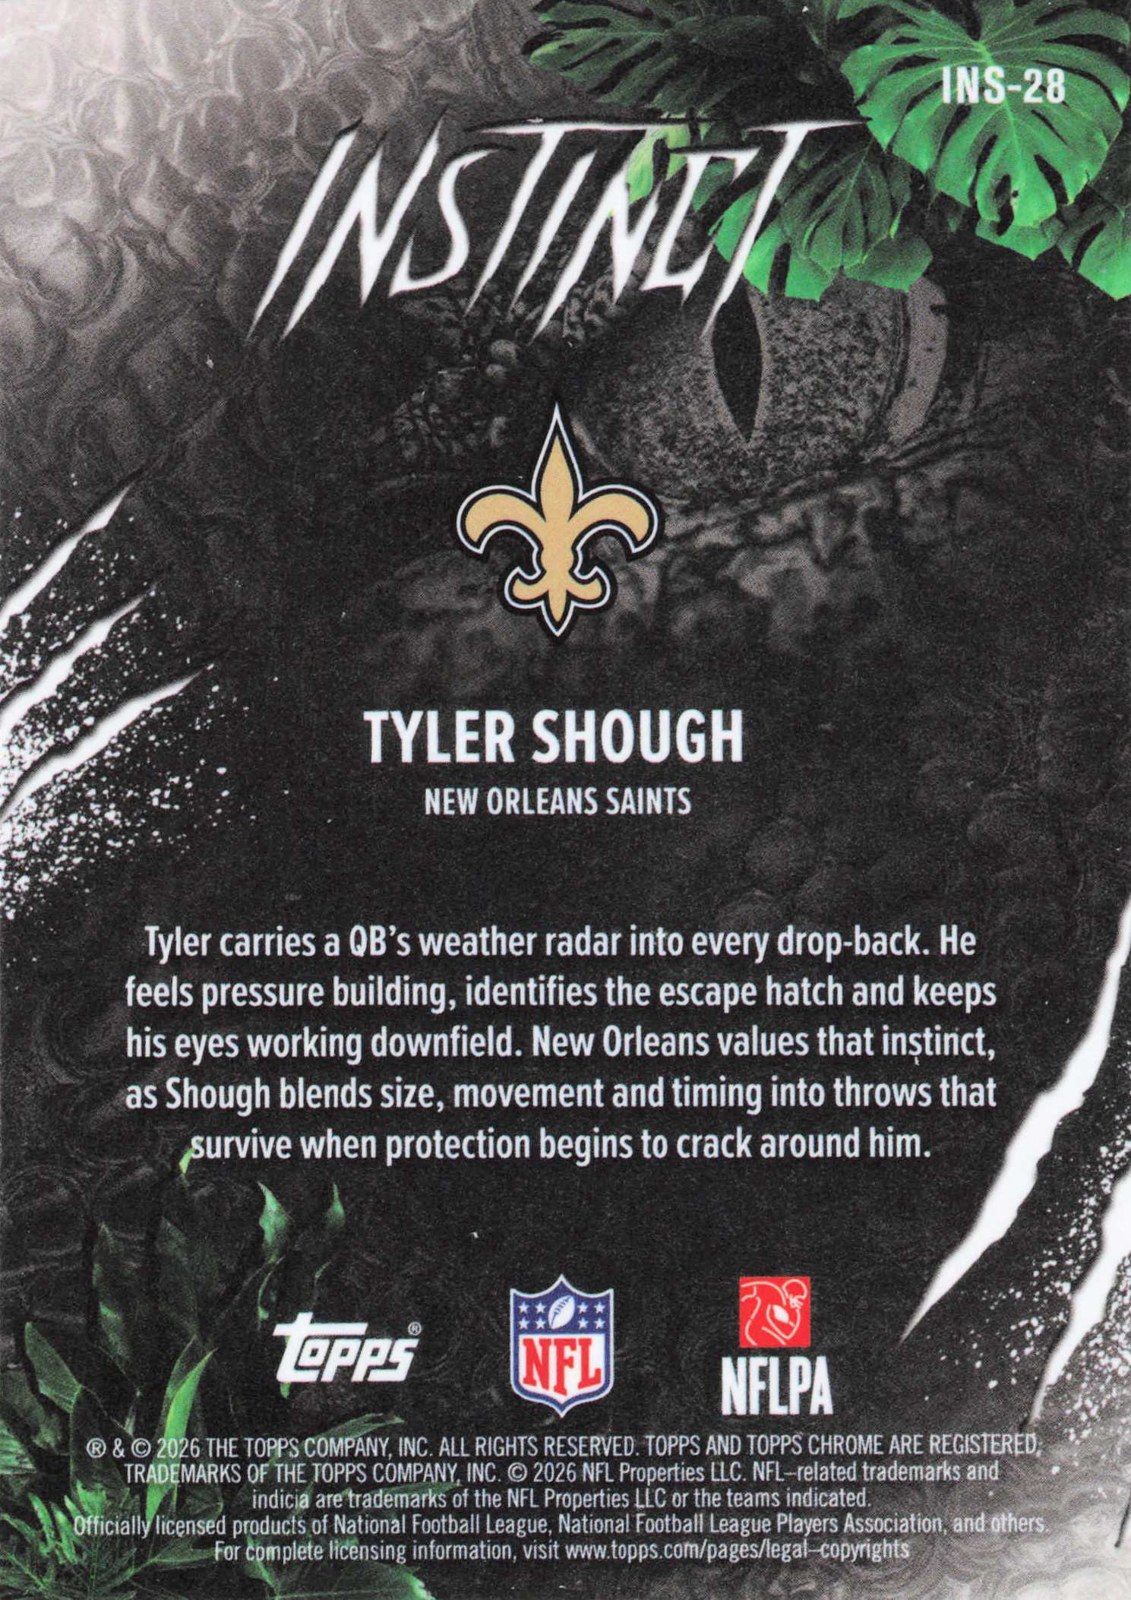 INS-28
INSTINCT
TYLER SHOUGH
NEW ORLEANS SAINTS
Tyler carries a QB's weather radar into every drop-back. He
feels pressure building, identifies the escape hatch and keeps
his eyes working downfield. New Orleans values that instinct,
as Shough blends size, movement and timing into throws that
survive when protection begins to crack around him.
topps®
NFL
NFLPA
® & © 2026 THE TOPPS COMPANY, INC. ALL RIGHTS RESERVED. TOPPS AND TOPPS CHROME ARE REGISTERED,
TRADEMARKS OF THE TOPPS COMPANY, INC. © 2026 NFL Properties LLC. NFL–related trademarks and
indicia are trademarks of the NFL Properties LLC or the teams indicated.
Officially licensed products of National Football League, National Football League Players Association, and others.
For complete licensing information, visit www.topps.com/pages/legal–copyrights